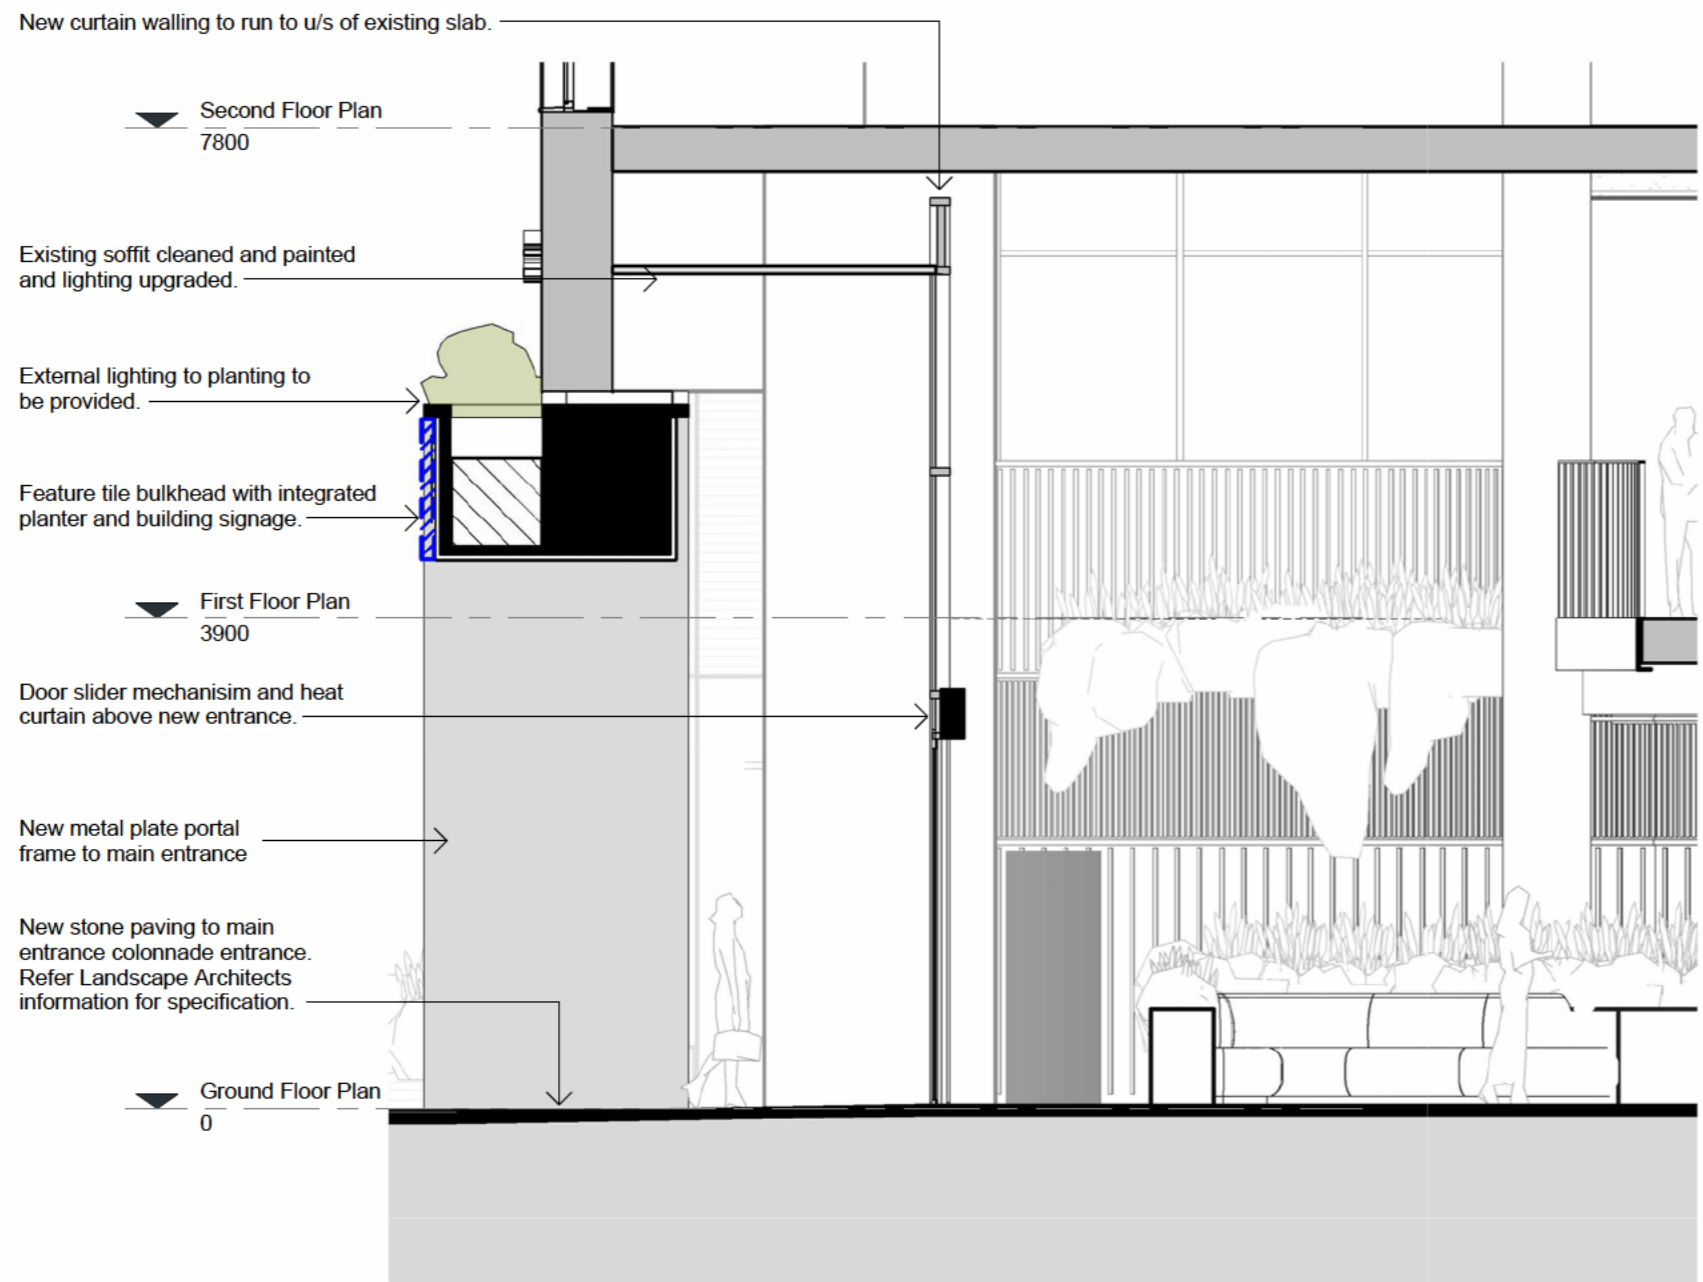 New curtain walling to run to u/s of existing slab.
Second Floor Plan
7800
Existing soffit cleaned and painted
and lighting upgraded.
External lighting to planting to
be provided.
Feature tile bulkhead with integrated
planter and building signage.
First Floor Plan
3900
Door slider mechanisim and heat
curtain above new entrance.
New metal plate portal
frame to main entrance
New stone paving to main
entrance colonnade entrance.
Refer Landscape Architects
information for specification.
Ground Floor Plan
0